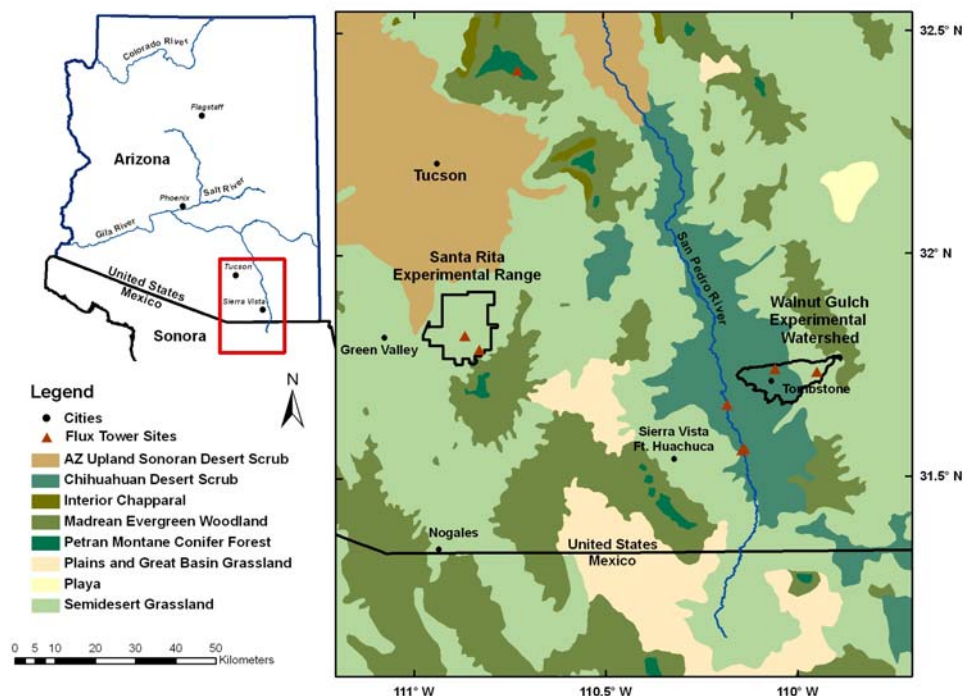 Colorado River
Flagstaff
Arizona
Phoenix
Salt River
Gila River
Tucson
Sierra Vista
United States
Mexico
Sonora
N
Legend
Cities
Flux Tower Sites
AZ Upland Sonoran Desert Scrub
Chihuahuan Desert Scrub
Interior Chapparal
Madrean Evergreen Woodland
Petran Montane Conifer Forest
Plains and Great Basin Grassland
Playa
Semidesert Grassland
0 5 10 20 30 40 50
Kilometers
Tucson
Santa Rita
Experimental Range
Green Valley
San Pedro River
Walnut Gulch
Experimental
Watershed
Tombstone
Sierra Vista
Ft. Huachuca
Nogales
United States
Mexico
32.5° N
32° N
31.5° N
111° W
110.5° W
110° W